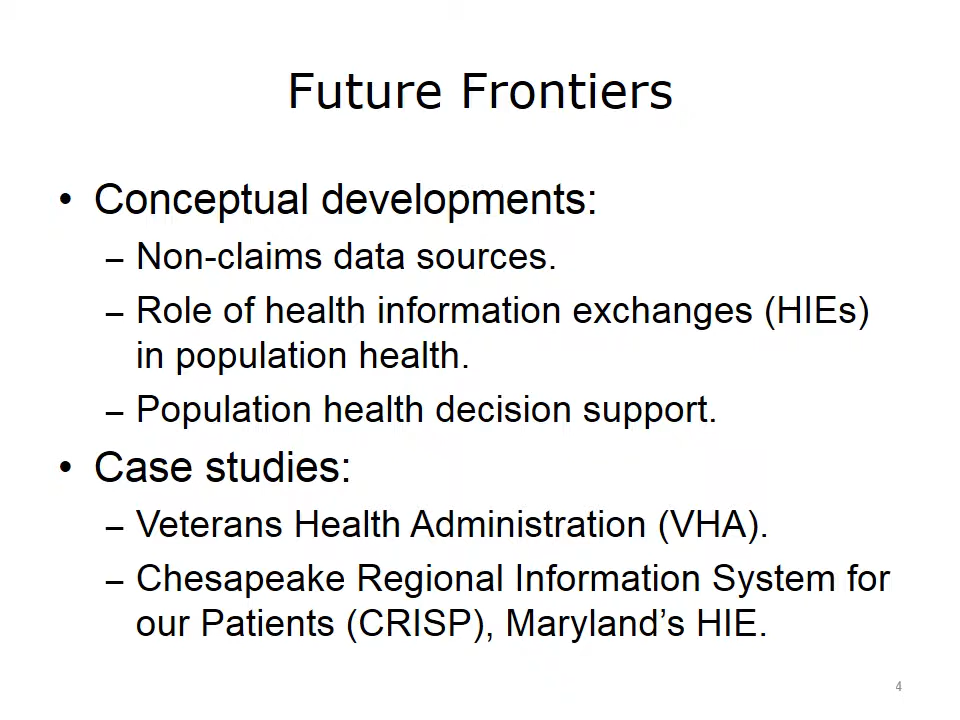 Future Frontiers
• Conceptual developments:
– Non-claims data sources.
– Role of health information exchanges (HIEs)
in population health.
– Population health decision support.
• Case studies:
– Veterans Health Administration (VHA).
– Chesapeake Regional Information System for
our Patients (CRISP), Maryland’s HIE.
4